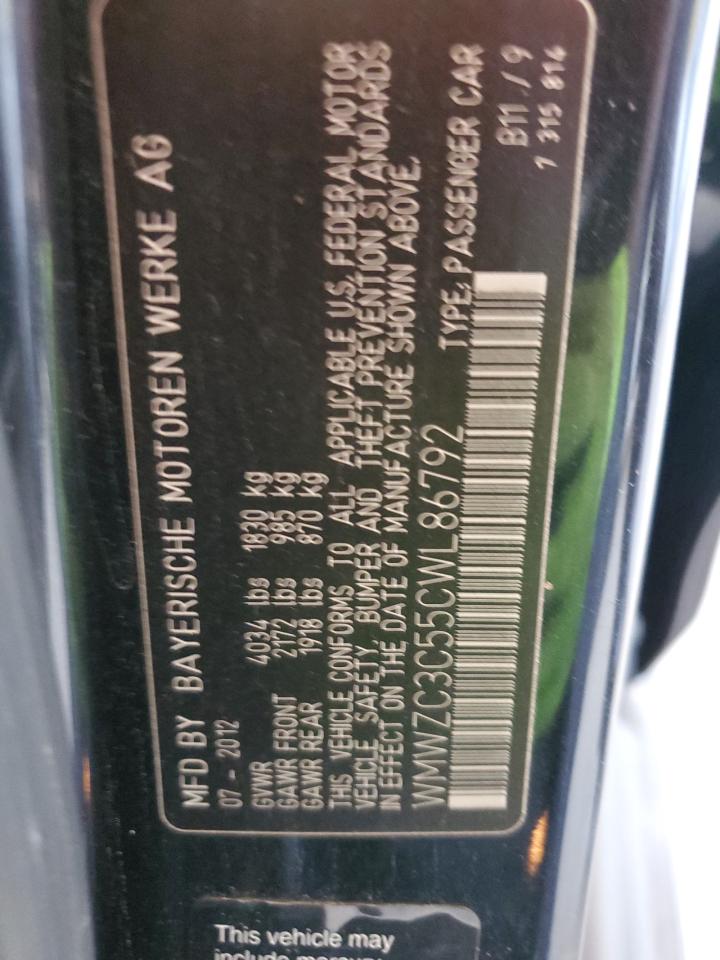 MFD BY BAYERISCHE MOTOREN WERKE AG
07 - 2012
GVWR 4034 lbs 1830 kg
GAWR FRONT 2172 lbs 985 kg
GAWR REAR 1918 lbs 870 kg
THIS VEHICLE CONFORMS TO ALL APPLICABLE U.S. FEDERAL MOTOR
VEHICLE SAFETY, BUMPER AND THEFT PREVENTION STANDARDS
IN EFFECT ON THE DATE OF MANUFACTURE SHOWN ABOVE.
WMWZC3C55CWL86792 TYPE: PASSENGER CAR
B11 / 9
7 315 814
This vehicle may
include mercury